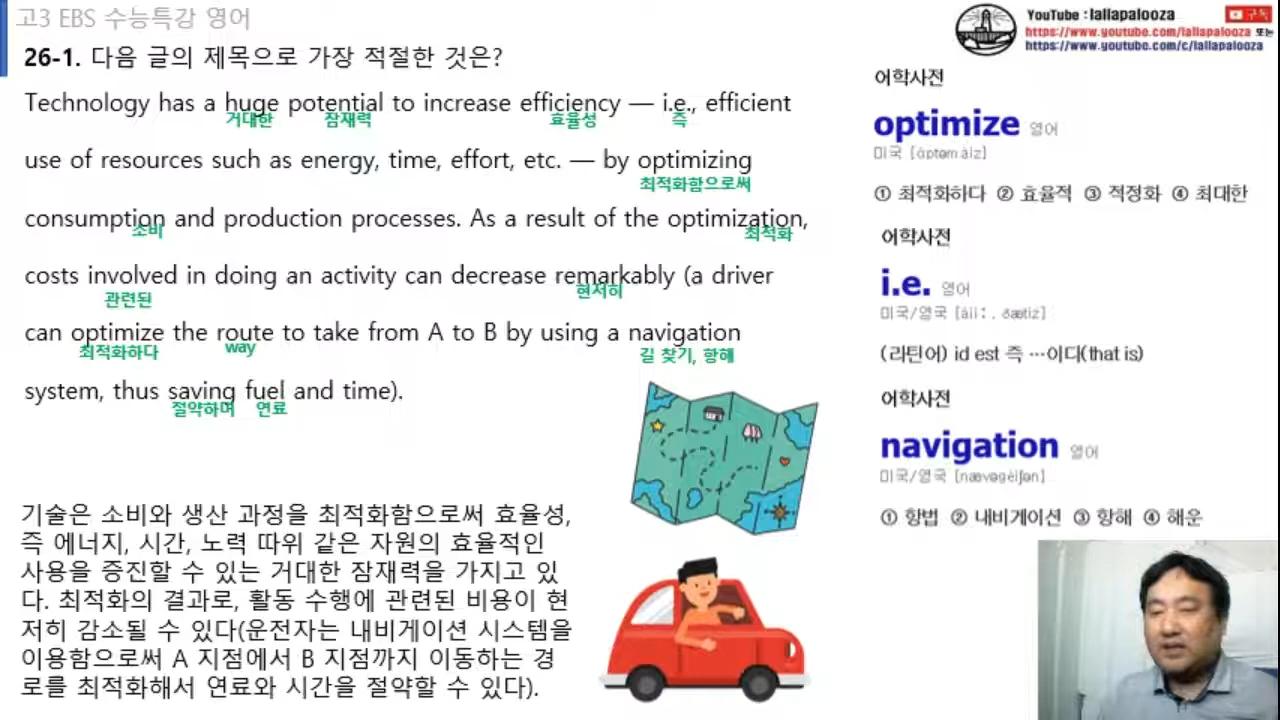 고3 EBS 수능특강 영어
26-1. 다음 글의 제목으로 가장 적절한 것은?
Technology has a huge potential to increase efficiency — i.e., efficient
거대한 잠재력 효율성 즉
use of resources such as energy, time, effort, etc. — by optimizing
최적화함으로써
consumption and production processes. As a result of the optimization,
소비 최적화
costs involved in doing an activity can decrease remarkably (a driver
관련된 현저히
can optimize the route to take from A to B by using a navigation
최적화하다 way 길 찾기, 항해
system, thus saving fuel and time).
절약하며 연료
기술은 소비와 생산 과정을 최적화함으로써 효율성,
즉 에너지, 시간, 노력 따위 같은 자원의 효율적인
사용을 증진할 수 있는 거대한 잠재력을 가지고 있
다. 최적화의 결과로, 활동 수행에 관련된 비용이 현
저히 감소될 수 있다(운전자는 내비게이션 시스템을
이용함으로써 A 지점에서 B 지점까지 이동하는 경
로를 최적화해서 연료와 시간을 절약할 수 있다).
YouTube : lallapalooza
구독
https://www.youtube.com/lallapalooza 또는
https://www.youtube.com/c/lallapalooza
어학사전
optimize 영어
미국 [ɑ́ptəmàiz]
① 최적화하다 ② 효율적 ③ 적정화 ④ 최대한
어학사전
i.e. 영어
미국/영국
(라틴어) id est 즉 …이다(that is)
어학사전
navigation 영어
미국/영국 [nævəgèiʃən]
① 항법 ② 내비게이션 ③ 항해 ④ 해운